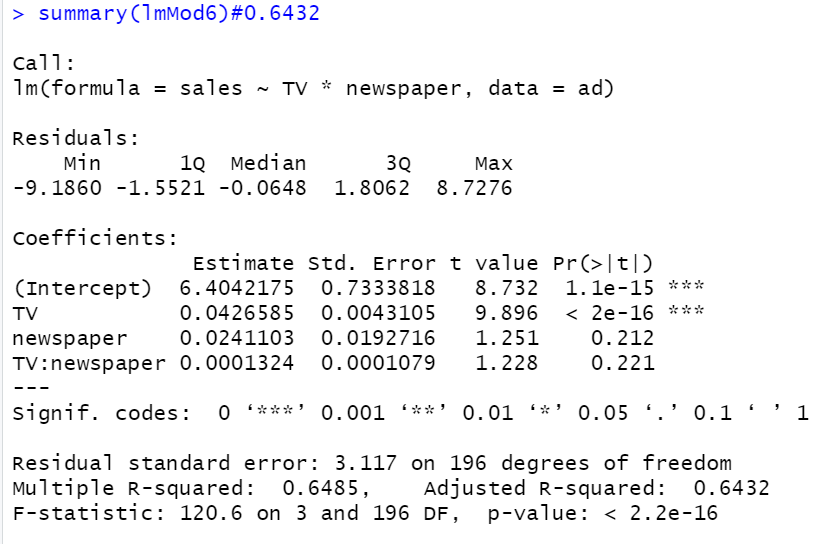 > summary(lmMod6)#0.6432
Call:
lm(formula = sales ~ TV * newspaper, data = ad)
Residuals:
    Min      1Q  Median      3Q     Max
-9.1860 -1.5521 -0.0648  1.8062  8.7276
Coefficients:
             Estimate Std. Error t value Pr(>|t|)
(Intercept)  6.4042175  0.7333818   8.732  1.1e-15 ***
TV           0.0426585  0.0043105   9.896  < 2e-16 ***
newspaper    0.0241103  0.0192716   1.251    0.212
TV:newspaper 0.0001324  0.0001079   1.228    0.221
---
Signif. codes:  0 ‘***’ 0.001 ‘**’ 0.01 ‘*’ 0.05 ‘.’ 0.1 ‘ ’ 1
Residual standard error: 3.117 on 196 degrees of freedom
Multiple R-squared:  0.6485,    Adjusted R-squared:  0.6432
F-statistic: 120.6 on 3 and 196 DF,  p-value: < 2.2e-16